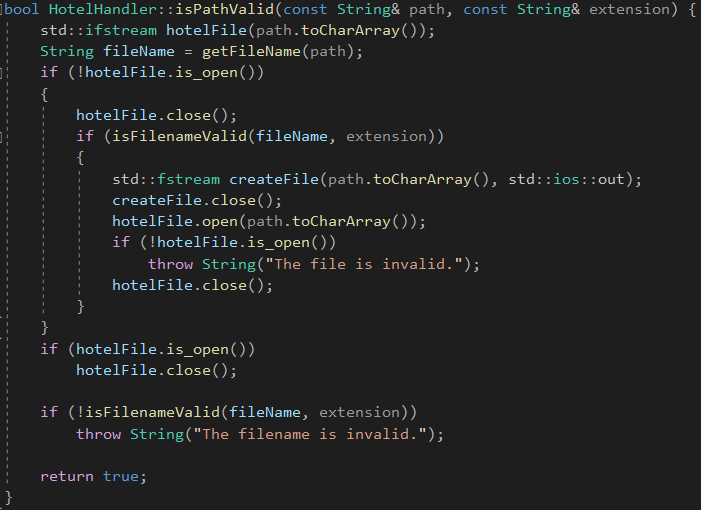 bool HotelHandler::isPathValid(const String& path, const String& extension) {
    std::ifstream hotelFile(path.toCharArray());
    String fileName = getFileName(path);
    if (!hotelFile.is_open())
    {
        hotelFile.close();
        if (isFilenameValid(fileName, extension))
        {
            std::fstream createFile(path.toCharArray(), std::ios::out);
            createFile.close();
            hotelFile.open(path.toCharArray());
            if (!hotelFile.is_open())
                throw String("The file is invalid.");
            hotelFile.close();
        }
    }
    if (hotelFile.is_open())
        hotelFile.close();

    if (!isFilenameValid(fileName, extension))
        throw String("The filename is invalid.");

    return true;
}